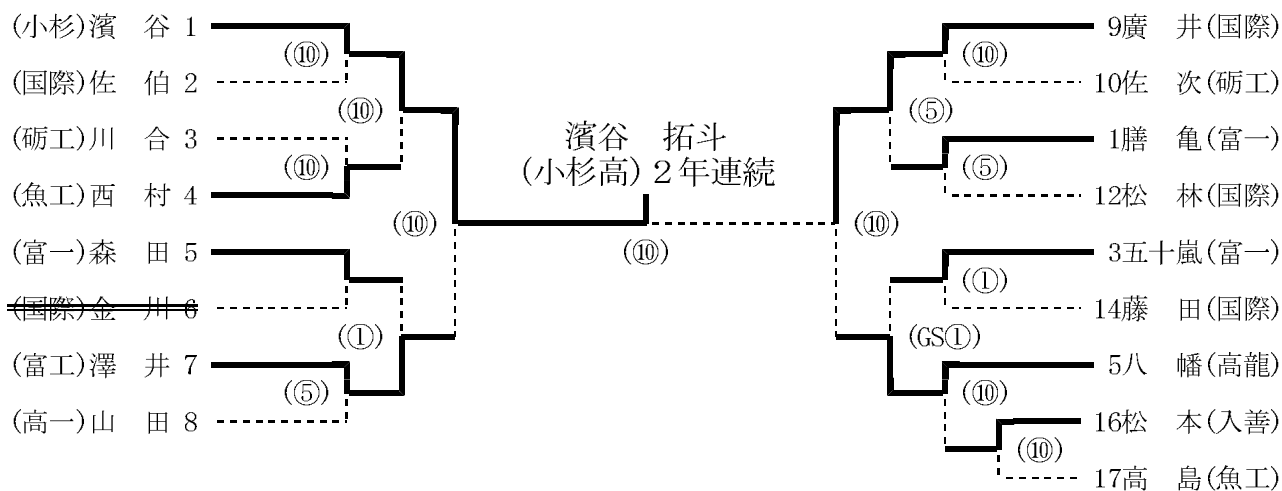 (小杉)濱　谷 1
(⑩)
(国際)佐　伯 2
(⑩)
(砺工)川　合 3
(⑩)
(魚工)西　村 4
(⑩)
(富一)森　田 5
(国際)金　川 6
(①)
(富工)澤　井 7
(⑤)
(高一)山　田 8
濱谷　拓斗
(小杉高)２年連続
(⑩)
9廣　井(国際)
(⑩)
10佐　次(砺工)
(⑤)
1膳　亀(富一)
(⑤)
12松　林(国際)
(⑩)
3五十嵐(富一)
(①)
14藤　田(国際)
(GS①)
5八　幡(高龍)
(⑩)
16松　本(入善)
(⑩)
17高　島(魚工)